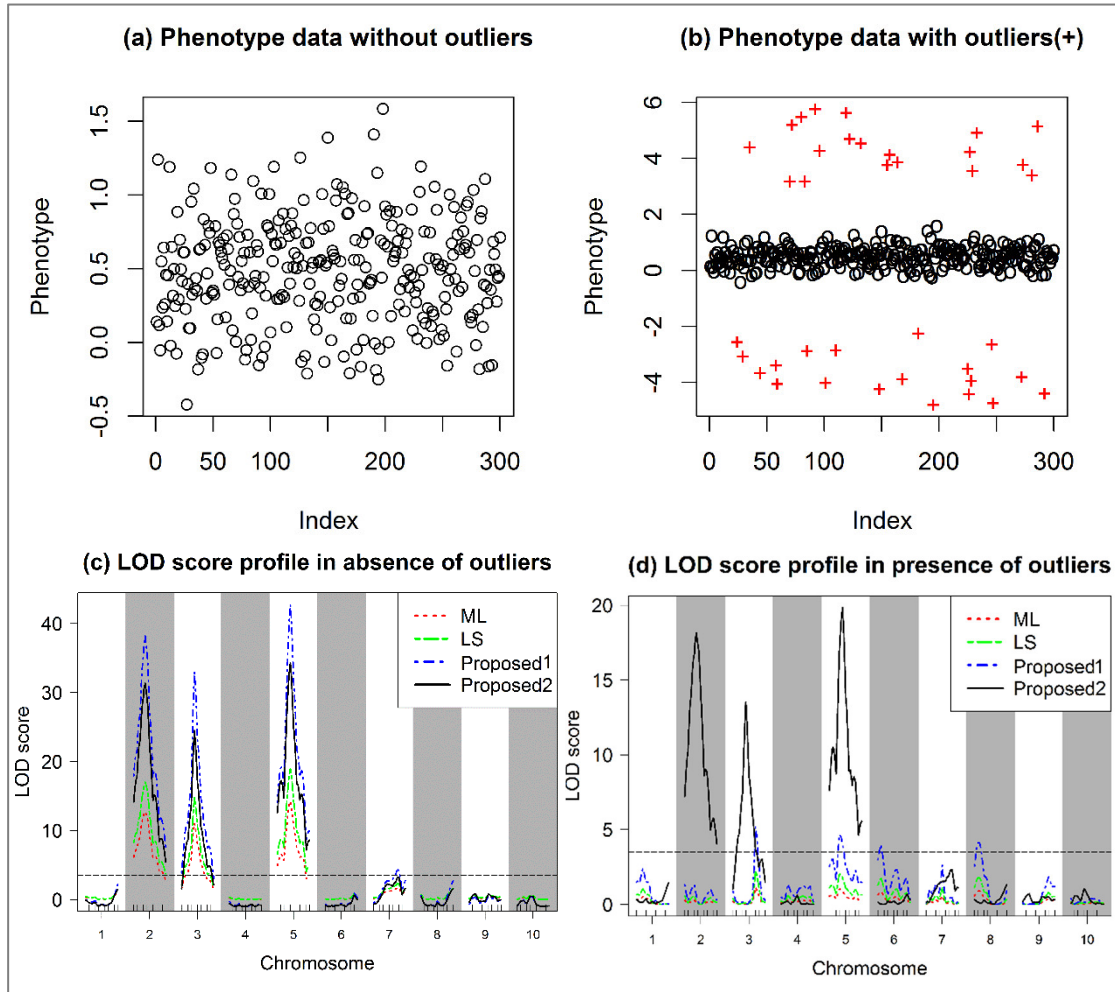 (a) Phenotype data without outliers
Phenotype
1.5
1.0
0.5
0.0
-0.5
0 50 100 200 300
Index
(b) Phenotype data with outliers(+)
Phenotype
6
4
2
0
-2
-4
0 50 100 200 300
Index
(c) LOD score profile in absence of outliers
LOD score
40
30
20
10
0
ML
LS
Proposed1
Proposed2
1 2 3 4 5 6 7 8 9 10
Chromosome
(d) LOD score profile in presence of outliers
LOD score
20
15
10
5
0
ML
LS
Proposed1
Proposed2
1 2 3 4 5 6 7 8 9 10
Chromosome